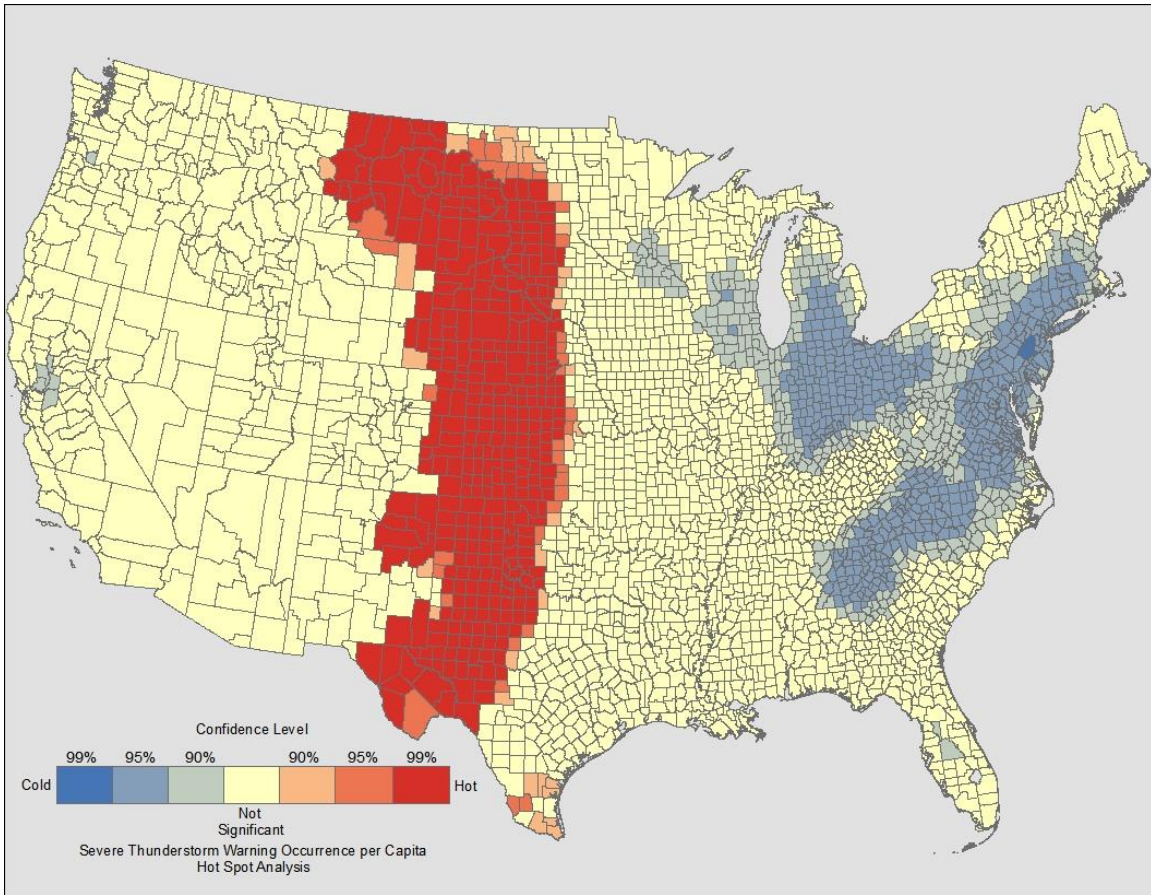 Confidence Level
99% 95% 90% 90% 95% 99%
Cold Hot
Not
Significant
Severe Thunderstorm Warning Occurrence per Capita
Hot Spot Analysis